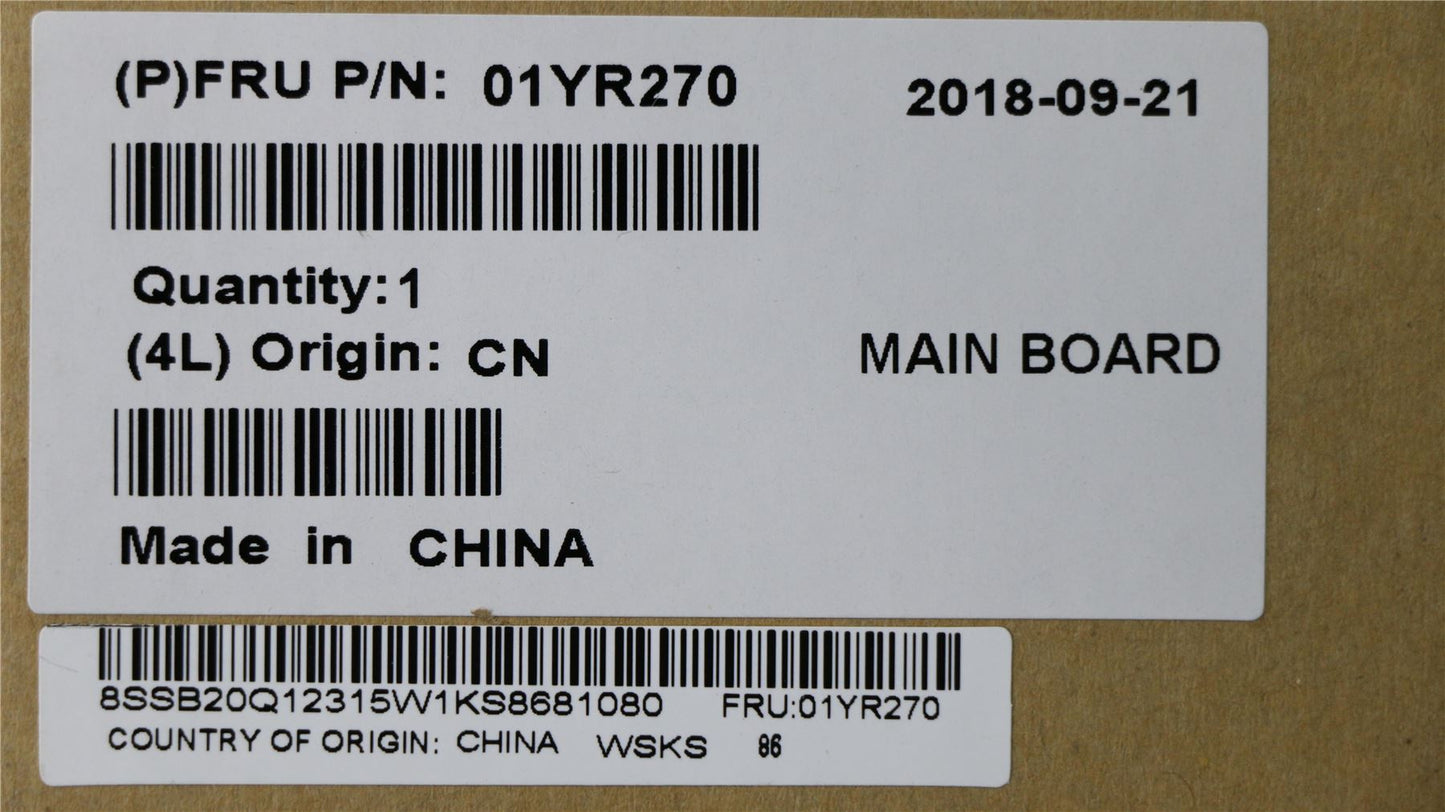 (P)FRU P/N: 01YR270 2018-09-21
Quantity:1
(4L) Origin: CN MAIN BOARD
Made in CHINA
8SSB20Q12315W1KS8681080 FRU:01YR270
COUNTRY OF ORIGIN: CHINA WSKS 86